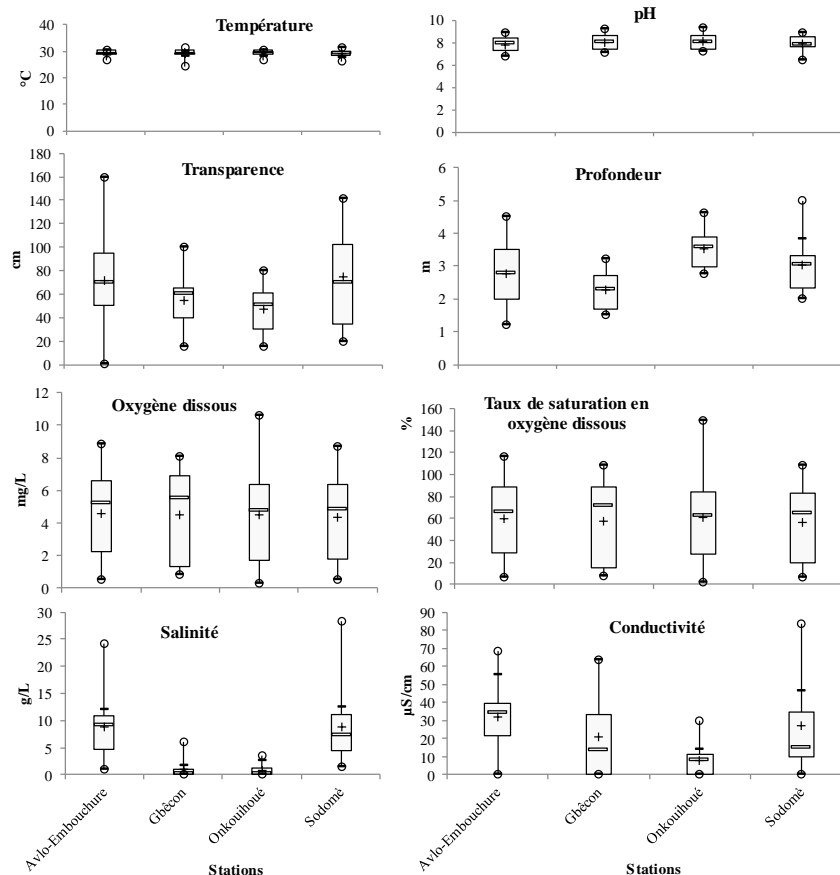 Température
°C
40
30
20
10
0
pH
12
10
8
6
4
2
0
Transparence
cm
180
160
140
120
100
80
60
40
20
0
Profondeur
m
6
5
4
3
2
1
0
Oxygène dissous
mg/L
12
10
8
6
4
2
0
Taux de saturation en
oxygène dissous
%
160
140
120
100
80
60
40
20
0
Salinité
g/L
30
25
20
15
10
5
0
Avlo-Embouchure
Gbêcon
Onkouihoué
Sodomè
Stations
Conductivité
µS/cm
90
80
70
60
50
40
30
20
10
0
Avlo-Embouchure
Gbêcon
Onkouihoué
Sodomè
Stations